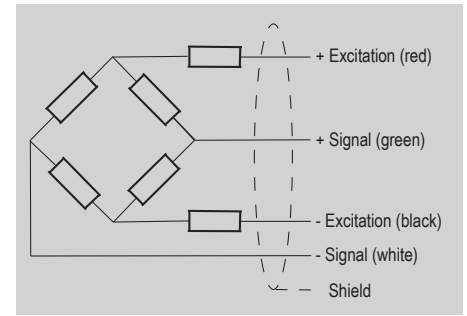 + Excitation (red)
+ Signal (green)
- Excitation (black)
- Signal (white)
Shield